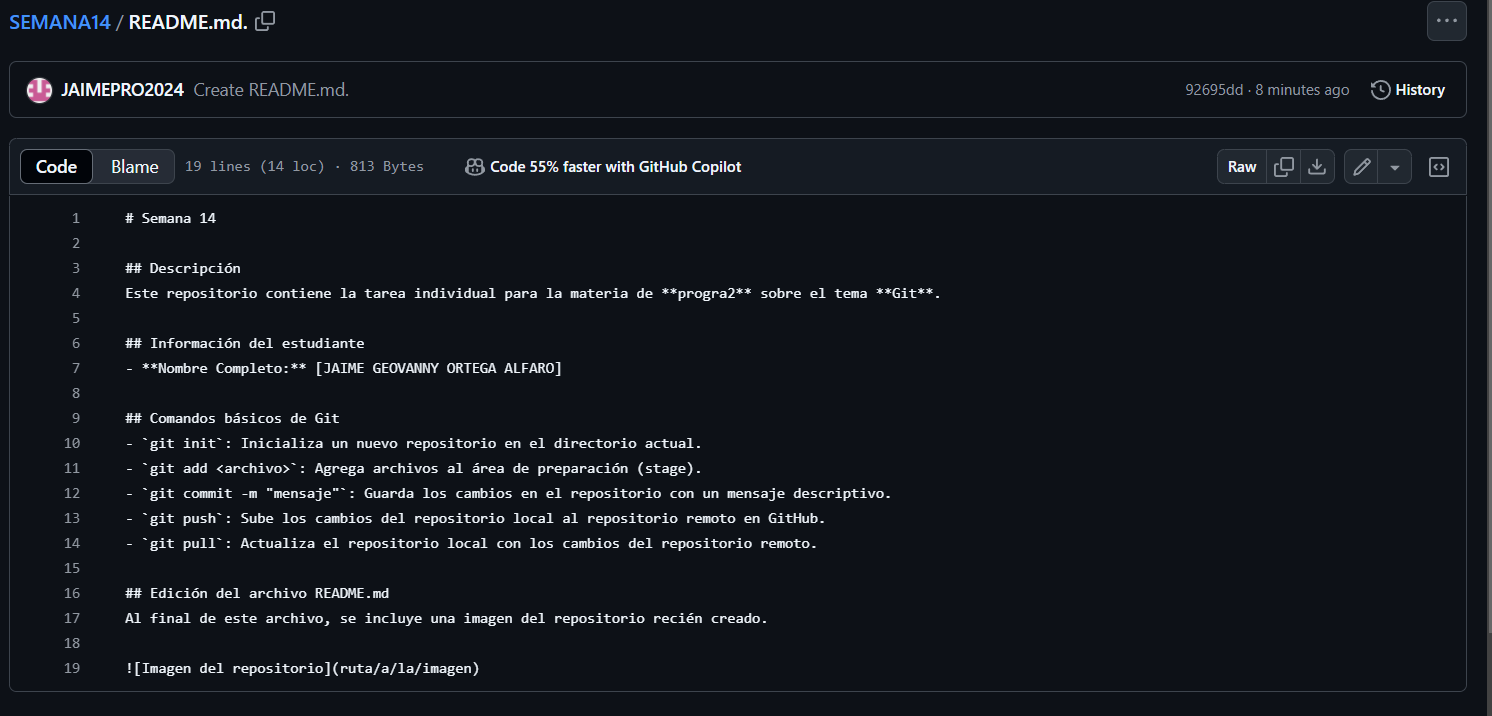 SEMANA14 / README.md.
JAIMEPRO2024 Create README.md. 92695dd · 8 minutes ago History
Code Blame 19 lines (14 loc) · 813 Bytes Code 55% faster with GitHub Copilot Raw
1 # Semana 14
2
3 ## Descripción
4 Este repositorio contiene la tarea individual para la materia de **progra2** sobre el tema **Git**.
5
6 ## Información del estudiante
7 - **Nombre Completo:** [JAIME GEOVANNY ORTEGA ALFARO]
8
9 ## Comandos básicos de Git
10 - `git init`: Inicializa un nuevo repositorio en el directorio actual.
11 - `git add <archivo>`: Agrega archivos al área de preparación (stage).
12 - `git commit -m "mensaje"`: Guarda los cambios en el repositorio con un mensaje descriptivo.
13 - `git push`: Sube los cambios del repositorio local al repositorio remoto en GitHub.
14 - `git pull`: Actualiza el repositorio local con los cambios del repositorio remoto.
15
16 ## Edición del archivo README.md
17 Al final de este archivo, se incluye una imagen del repositorio recién creado.
18
19 ![Imagen del repositorio](ruta/a/la/imagen)